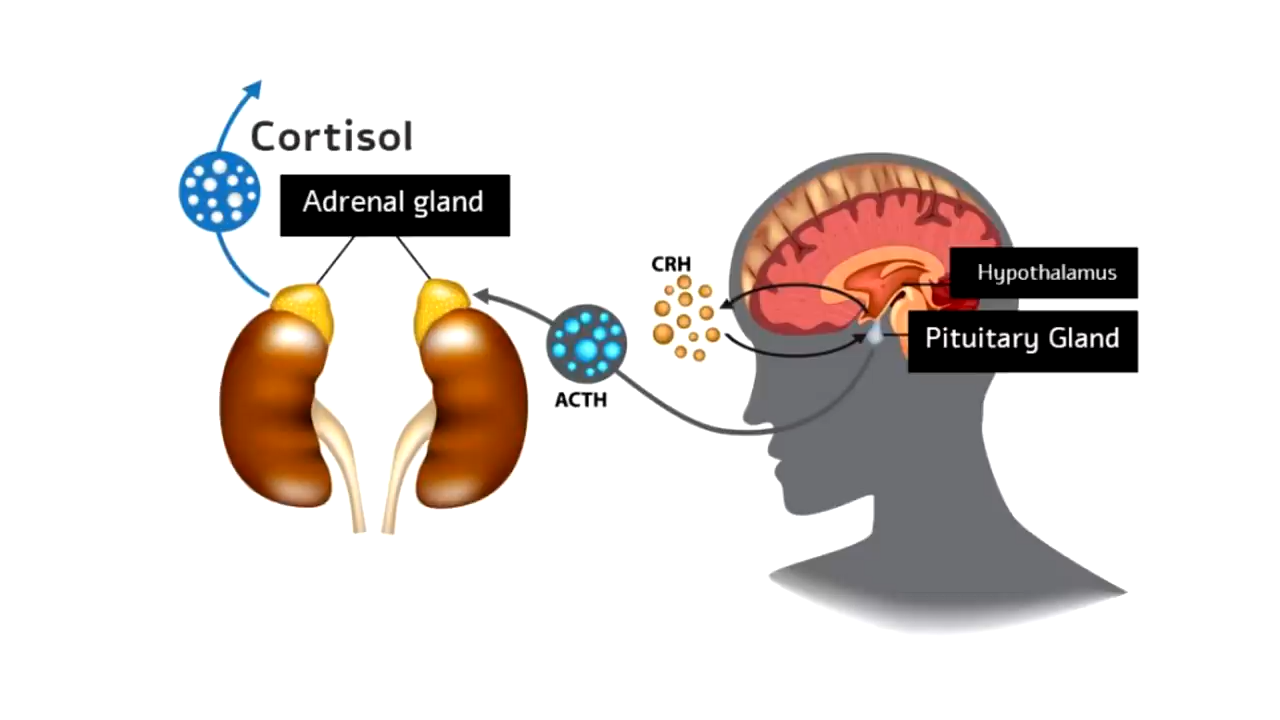 Cortisol
Adrenal gland
CRH
Hypothalamus
Pituitary Gland
ACTH